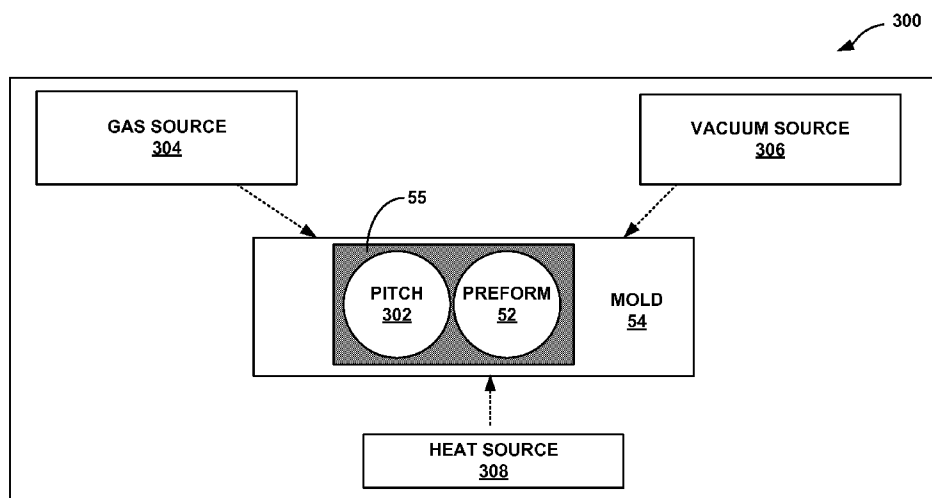 300
GAS SOURCE
304
VACUUM SOURCE
306
55
PITCH
302
PREFORM
52
MOLD
54
HEAT SOURCE
308